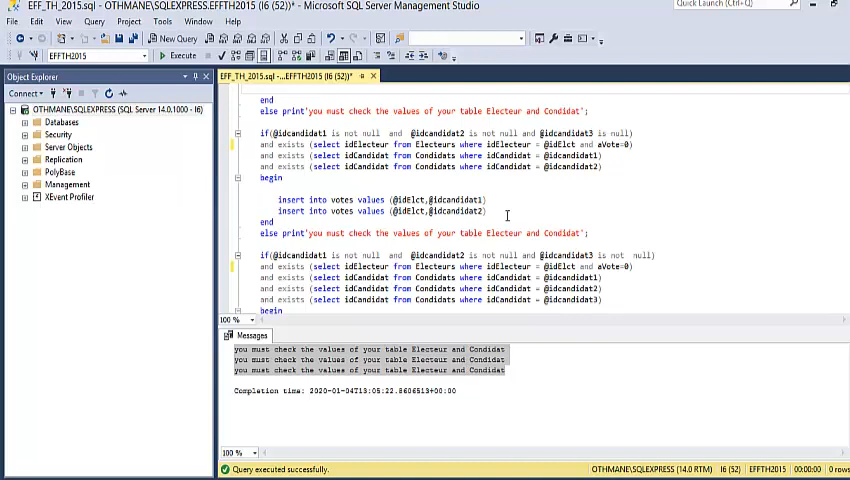 EFF_TH_2015.sql - OTHMANE\SQLEXPRESS.EFFTH2015 (I6 (52))* - Microsoft SQL Server Management Studio
Quick Launch (Ctrl+Q)
File Edit View Query Project Tools Window Help
New Query
EFFTH2015
Execute
Object Explorer
EFF_TH_2015.sql -...EFFTH2015 (I6 (52))*
Connect
OTHMANE\SQLEXPRESS (SQL Server 14.0.1000 - I6)
Databases
Security
Server Objects
Replication
PolyBase
Management
XEvent Profiler
end
else print'you must check the values of your table Electeur and Condidat';
if(@idcandidat1 is not null and @idcandidat2 is not null and @idcandidat3 is null)
and exists (select idElecteur from Electeurs where idElecteur = @idElct and aVote=0)
and exists (select idCandidat from Condidats where idCandidat = @idcandidat1)
and exists (select idCandidat from Condidats where idCandidat = @idcandidat2)
begin
insert into votes values (@idElct,@idcandidat1)
insert into votes values (@idElct,@idcandidat2)
end
else print'you must check the values of your table Electeur and Condidat';
if(@idcandidat1 is not null and @idcandidat2 is not null and @idcandidat3 is not null)
and exists (select idElecteur from Electeurs where idElecteur = @idElct and aVote=0)
and exists (select idCandidat from Condidats where idCandidat = @idcandidat1)
and exists (select idCandidat from Condidats where idCandidat = @idcandidat2)
and exists (select idCandidat from Condidats where idCandidat = @idcandidat3)
begin
100 %
Messages
you must check the values of your table Electeur and Condidat
you must check the values of your table Electeur and Condidat
you must check the values of your table Electeur and Condidat
Completion time: 2020-01-04T13:05:22.8606513+00:00
100 %
Query executed successfully.
OTHMANE\SQLEXPRESS (14.0 RTM) I6 (52) EFFTH2015 00:00:00 0 rows